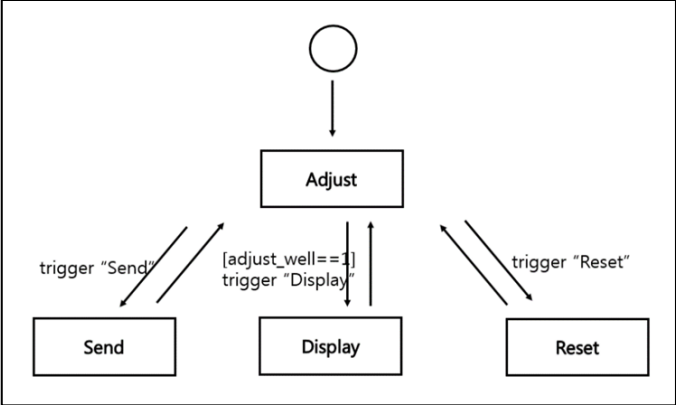 Adjust
trigger “Send”
[adjust_well==1]
trigger “Display”
trigger “Reset”
Send
Display
Reset